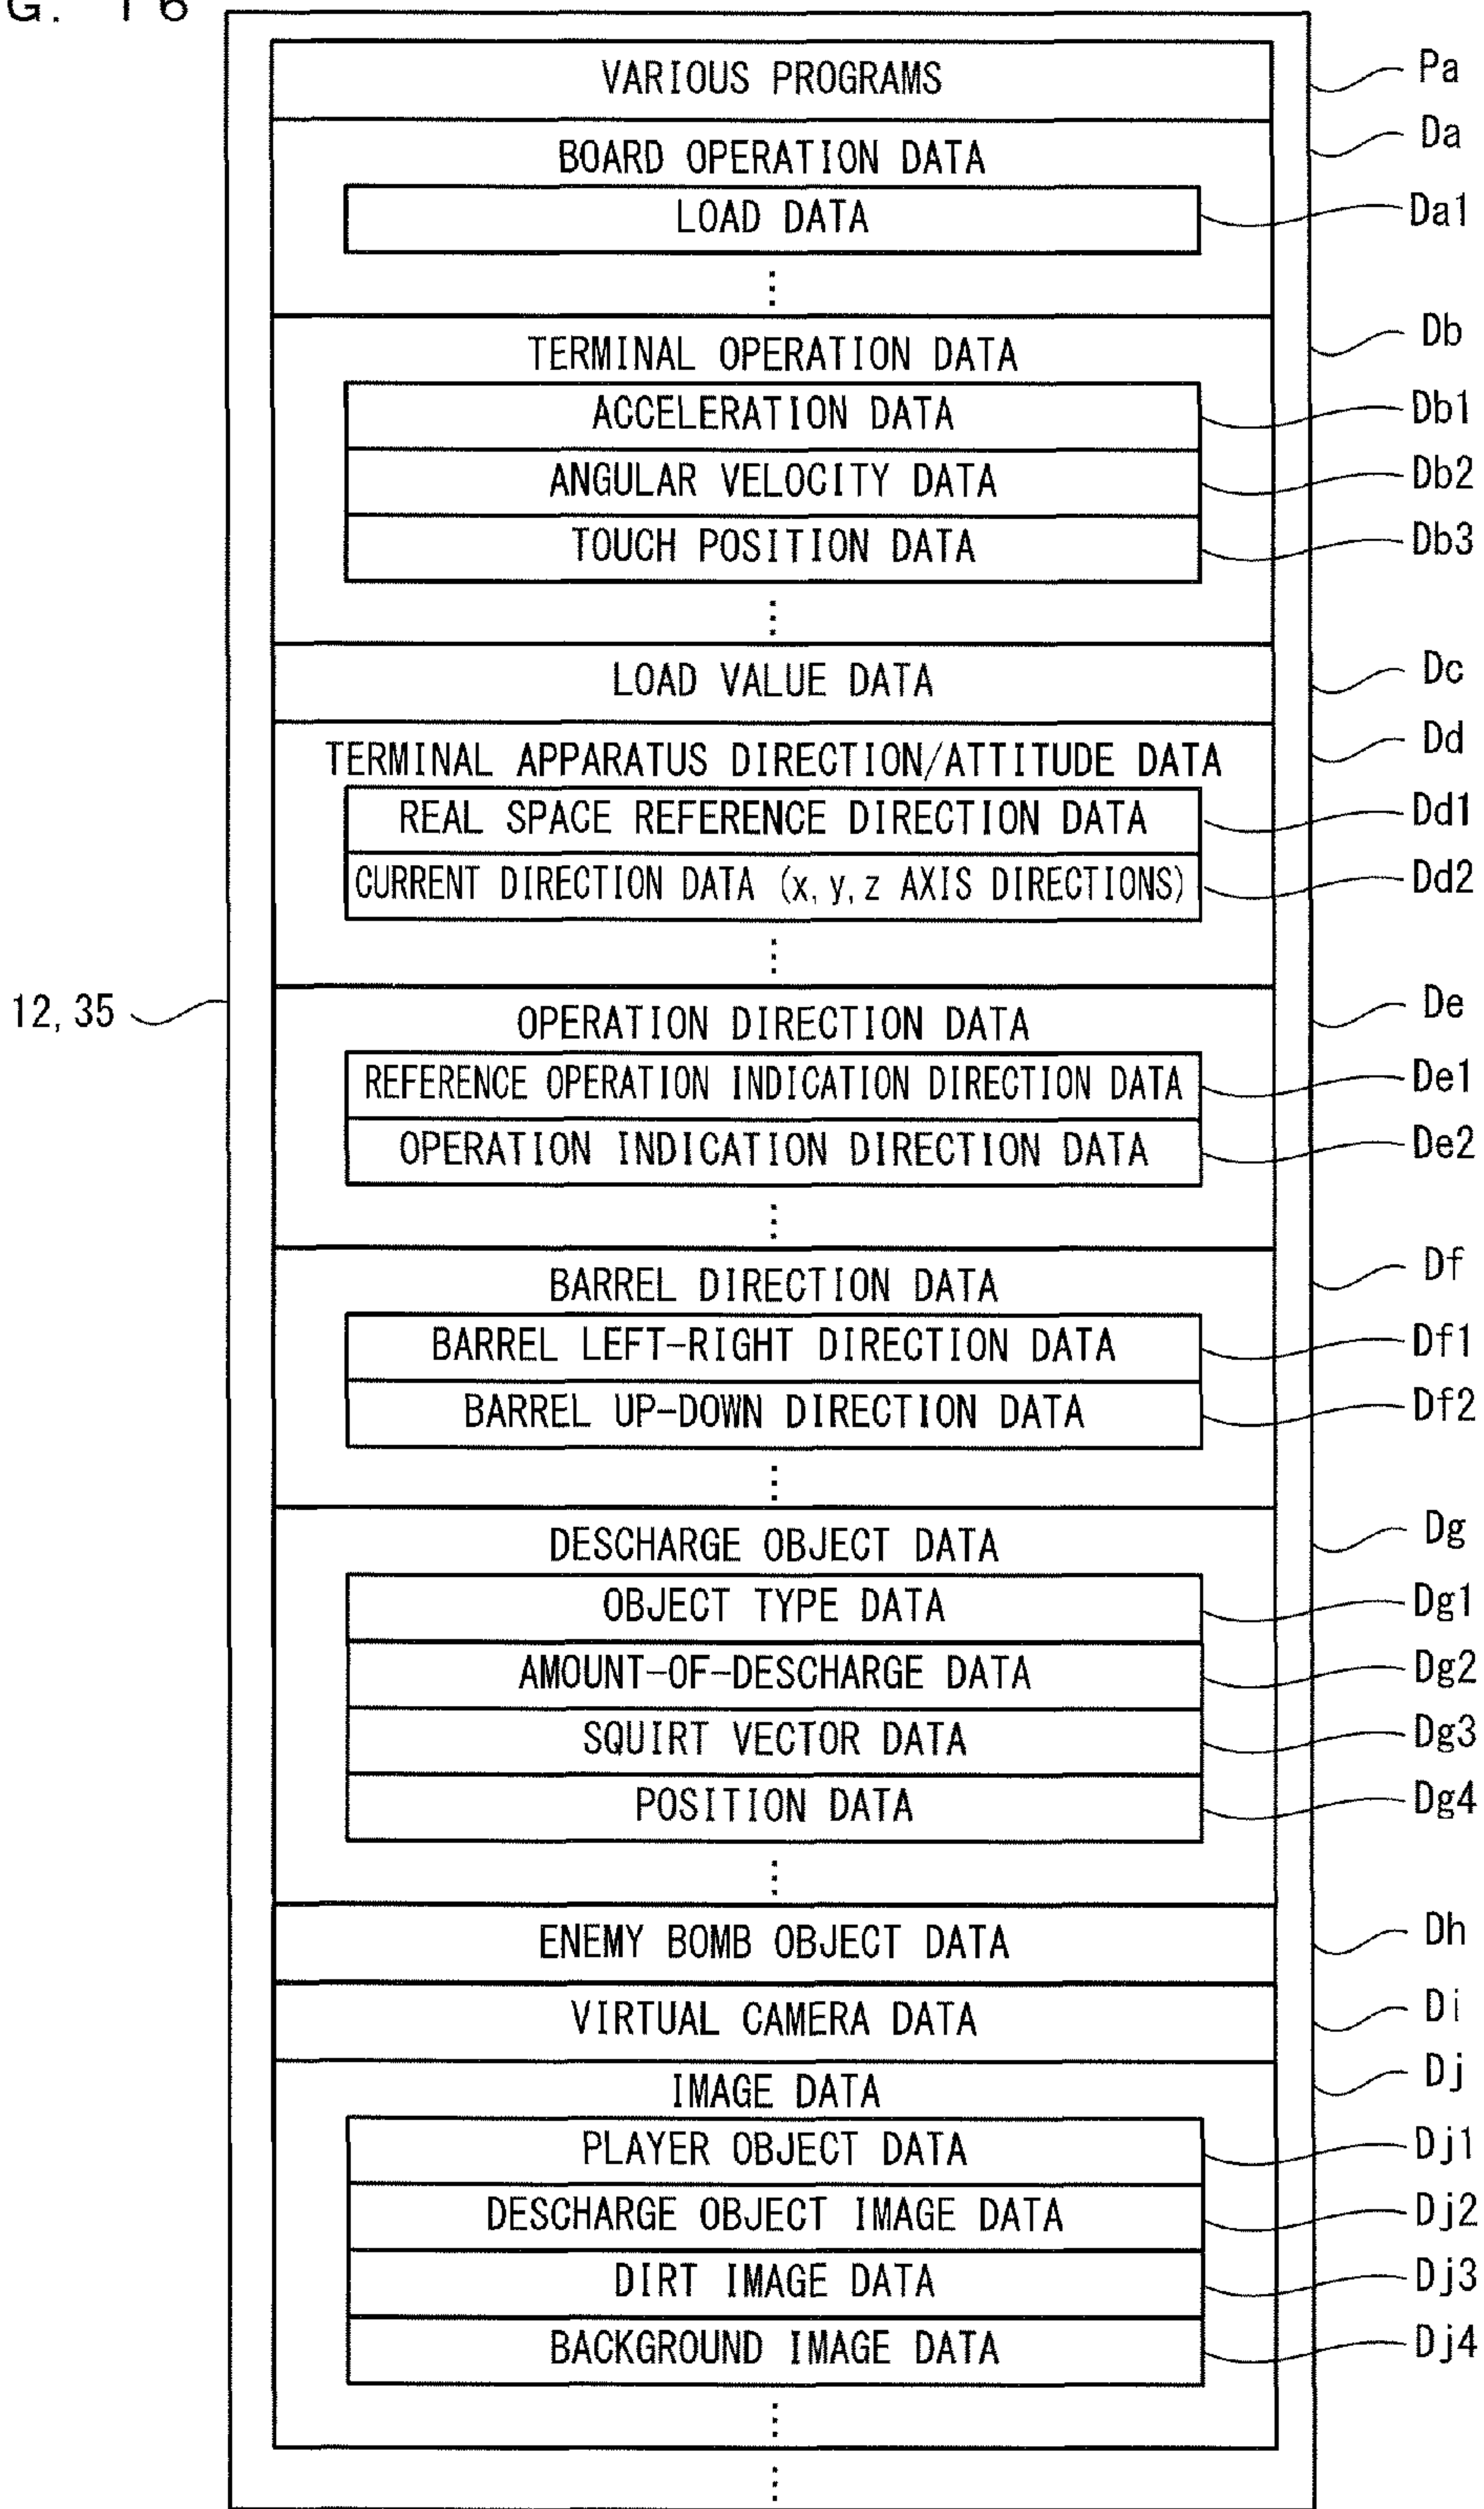 G. 16
VARIOUS PROGRAMS Pa
BOARD OPERATION DATA Da
LOAD DATA Da1
TERMINAL OPERATION DATA Db
ACCELERATION DATA Db1
ANGULAR VELOCITY DATA Db2
TOUCH POSITION DATA Db3
LOAD VALUE DATA Dc
TERMINAL APPARATUS DIRECTION/ATTITUDE DATA Dd
REAL SPACE REFERENCE DIRECTION DATA Dd1
CURRENT DIRECTION DATA (x, y, z AXIS DIRECTIONS) Dd2
12, 35
OPERATION DIRECTION DATA De
REFERENCE OPERATION INDICATION DIRECTION DATA De1
OPERATION INDICATION DIRECTION DATA De2
BARREL DIRECTION DATA Df
BARREL LEFT-RIGHT DIRECTION DATA Df1
BARREL UP-DOWN DIRECTION DATA Df2
DESCHARGE OBJECT DATA Dg
OBJECT TYPE DATA Dg1
AMOUNT-OF-DESCHARGE DATA Dg2
SQUIRT VECTOR DATA Dg3
POSITION DATA Dg4
ENEMY BOMB OBJECT DATA Dh
VIRTUAL CAMERA DATA Di
IMAGE DATA Dj
PLAYER OBJECT DATA Dj1
DESCHARGE OBJECT IMAGE DATA Dj2
DIRT IMAGE DATA Dj3
BACKGROUND IMAGE DATA Dj4